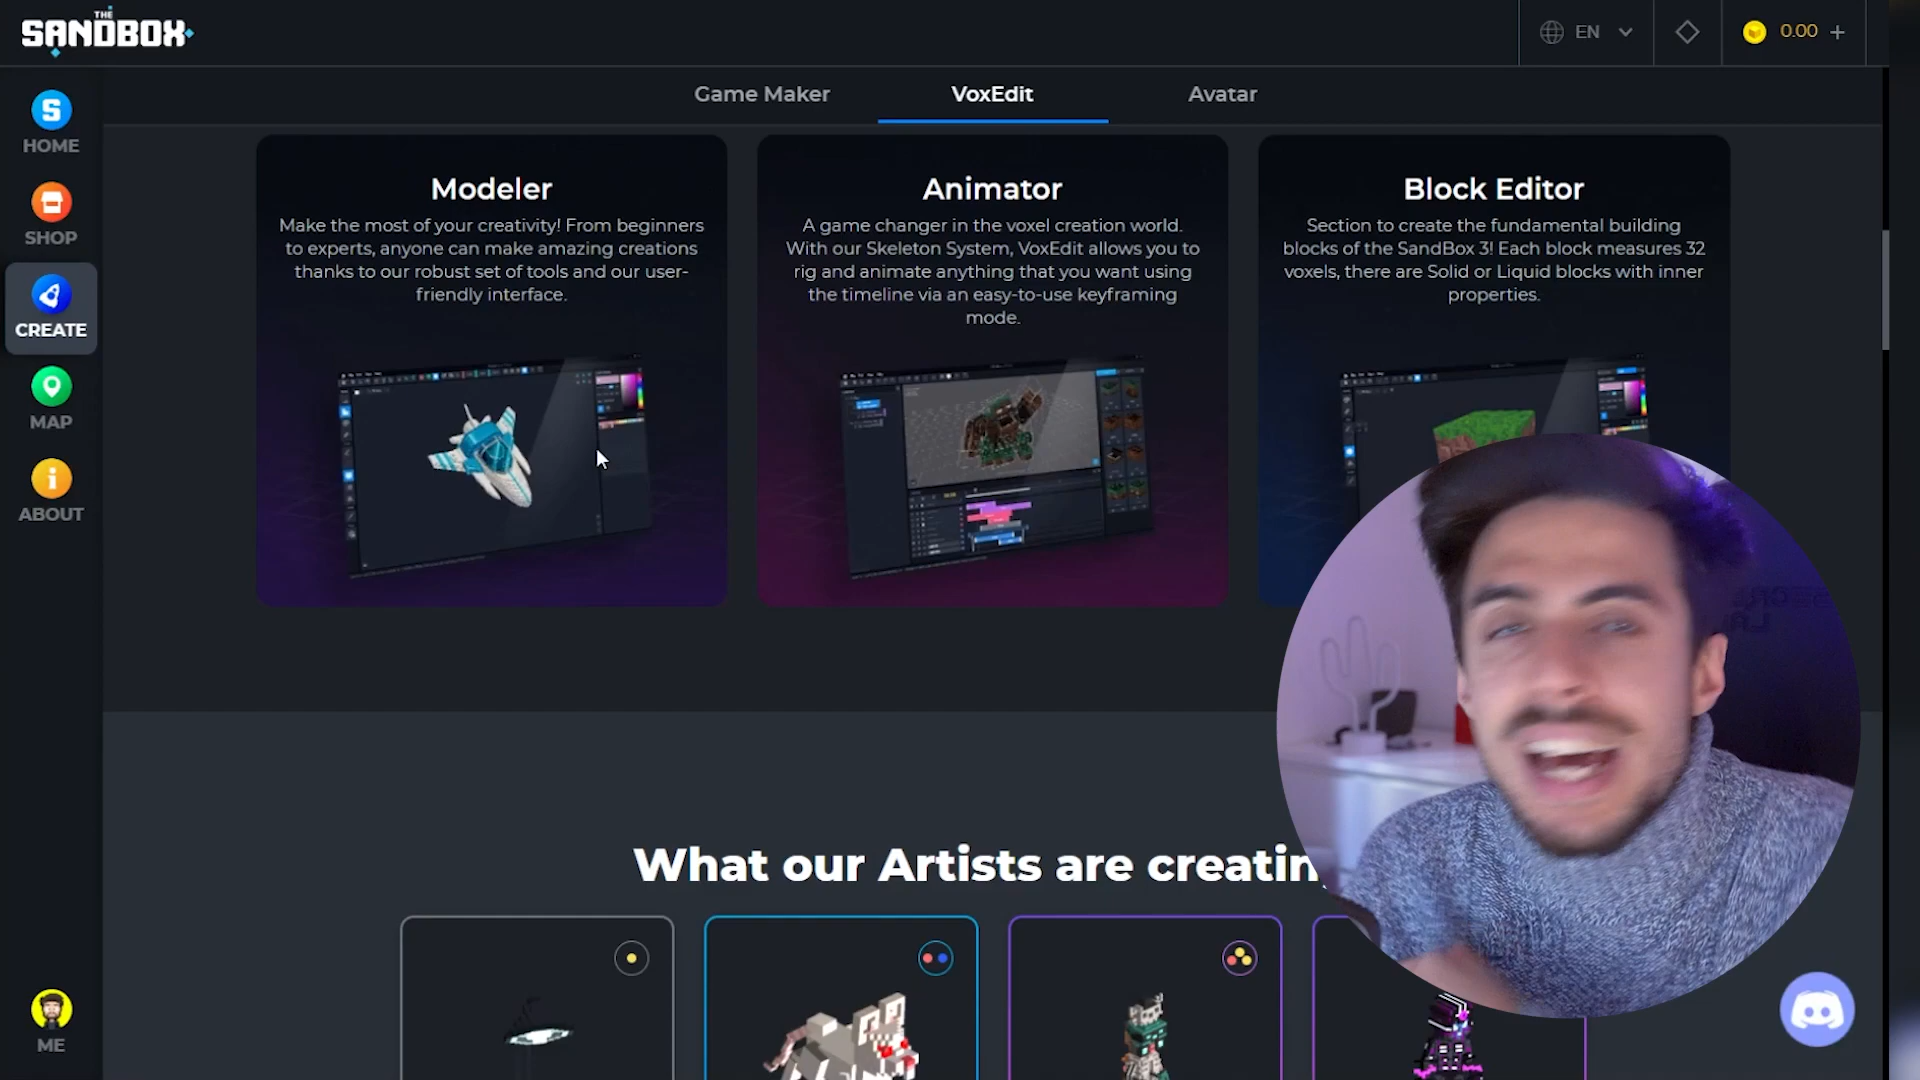 THE
SANDBOX
EN
0.00 +
Game Maker
VoxEdit
Avatar
HOME
SHOP
CREATE
MAP
ABOUT
ME
Modeler
Make the most of your creativity! From beginners
to experts, anyone can make amazing creations
thanks to our robust set of tools and our user-
friendly interface.
Animator
A game changer in the voxel creation world.
With our Skeleton System, VoxEdit allows you to
rig and animate anything that you want using
the timeline via an easy-to-use keyframing
mode.
Block Editor
Section to create the fundamental building
blocks of the SandBox 3! Each block measures 32
voxels, there are Solid or Liquid blocks with inner
properties.
What our Artists are creatin